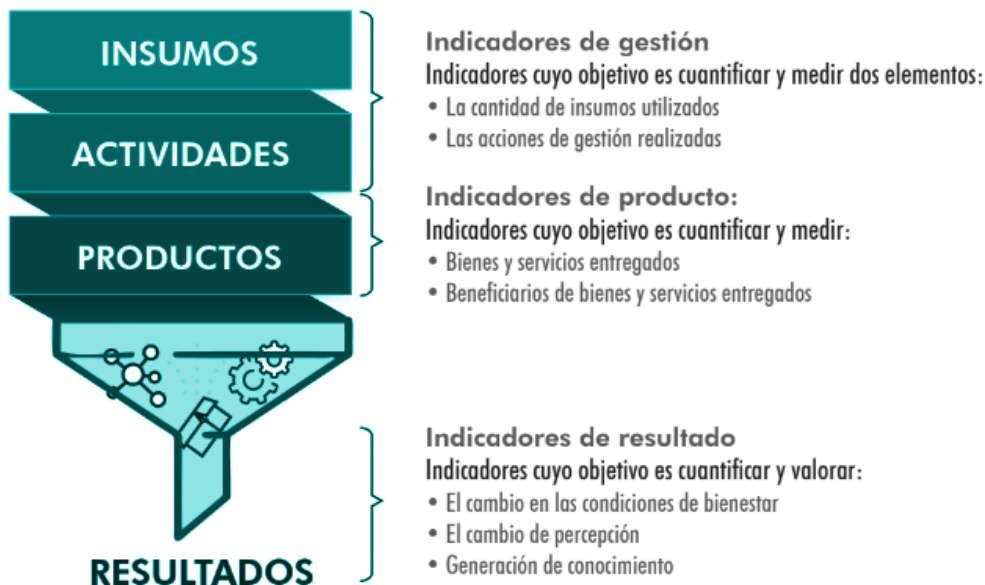 INSUMOS
ACTIVIDADES
PRODUCTOS
RESULTADOS
Indicadores de gestión
Indicadores cuyo objetivo es cuantificar y medir dos elementos:
• La cantidad de insumos utilizados
• Las acciones de gestión realizadas
Indicadores de producto:
Indicadores cuyo objetivo es cuantificar y medir:
• Bienes y servicios entregados
• Beneficiarios de bienes y servicios entregados
Indicadores de resultado
Indicadores cuyo objetivo es cuantificar y valorar:
• El cambio en las condiciones de bienestar
• El cambio de percepción
• Generación de conocimiento